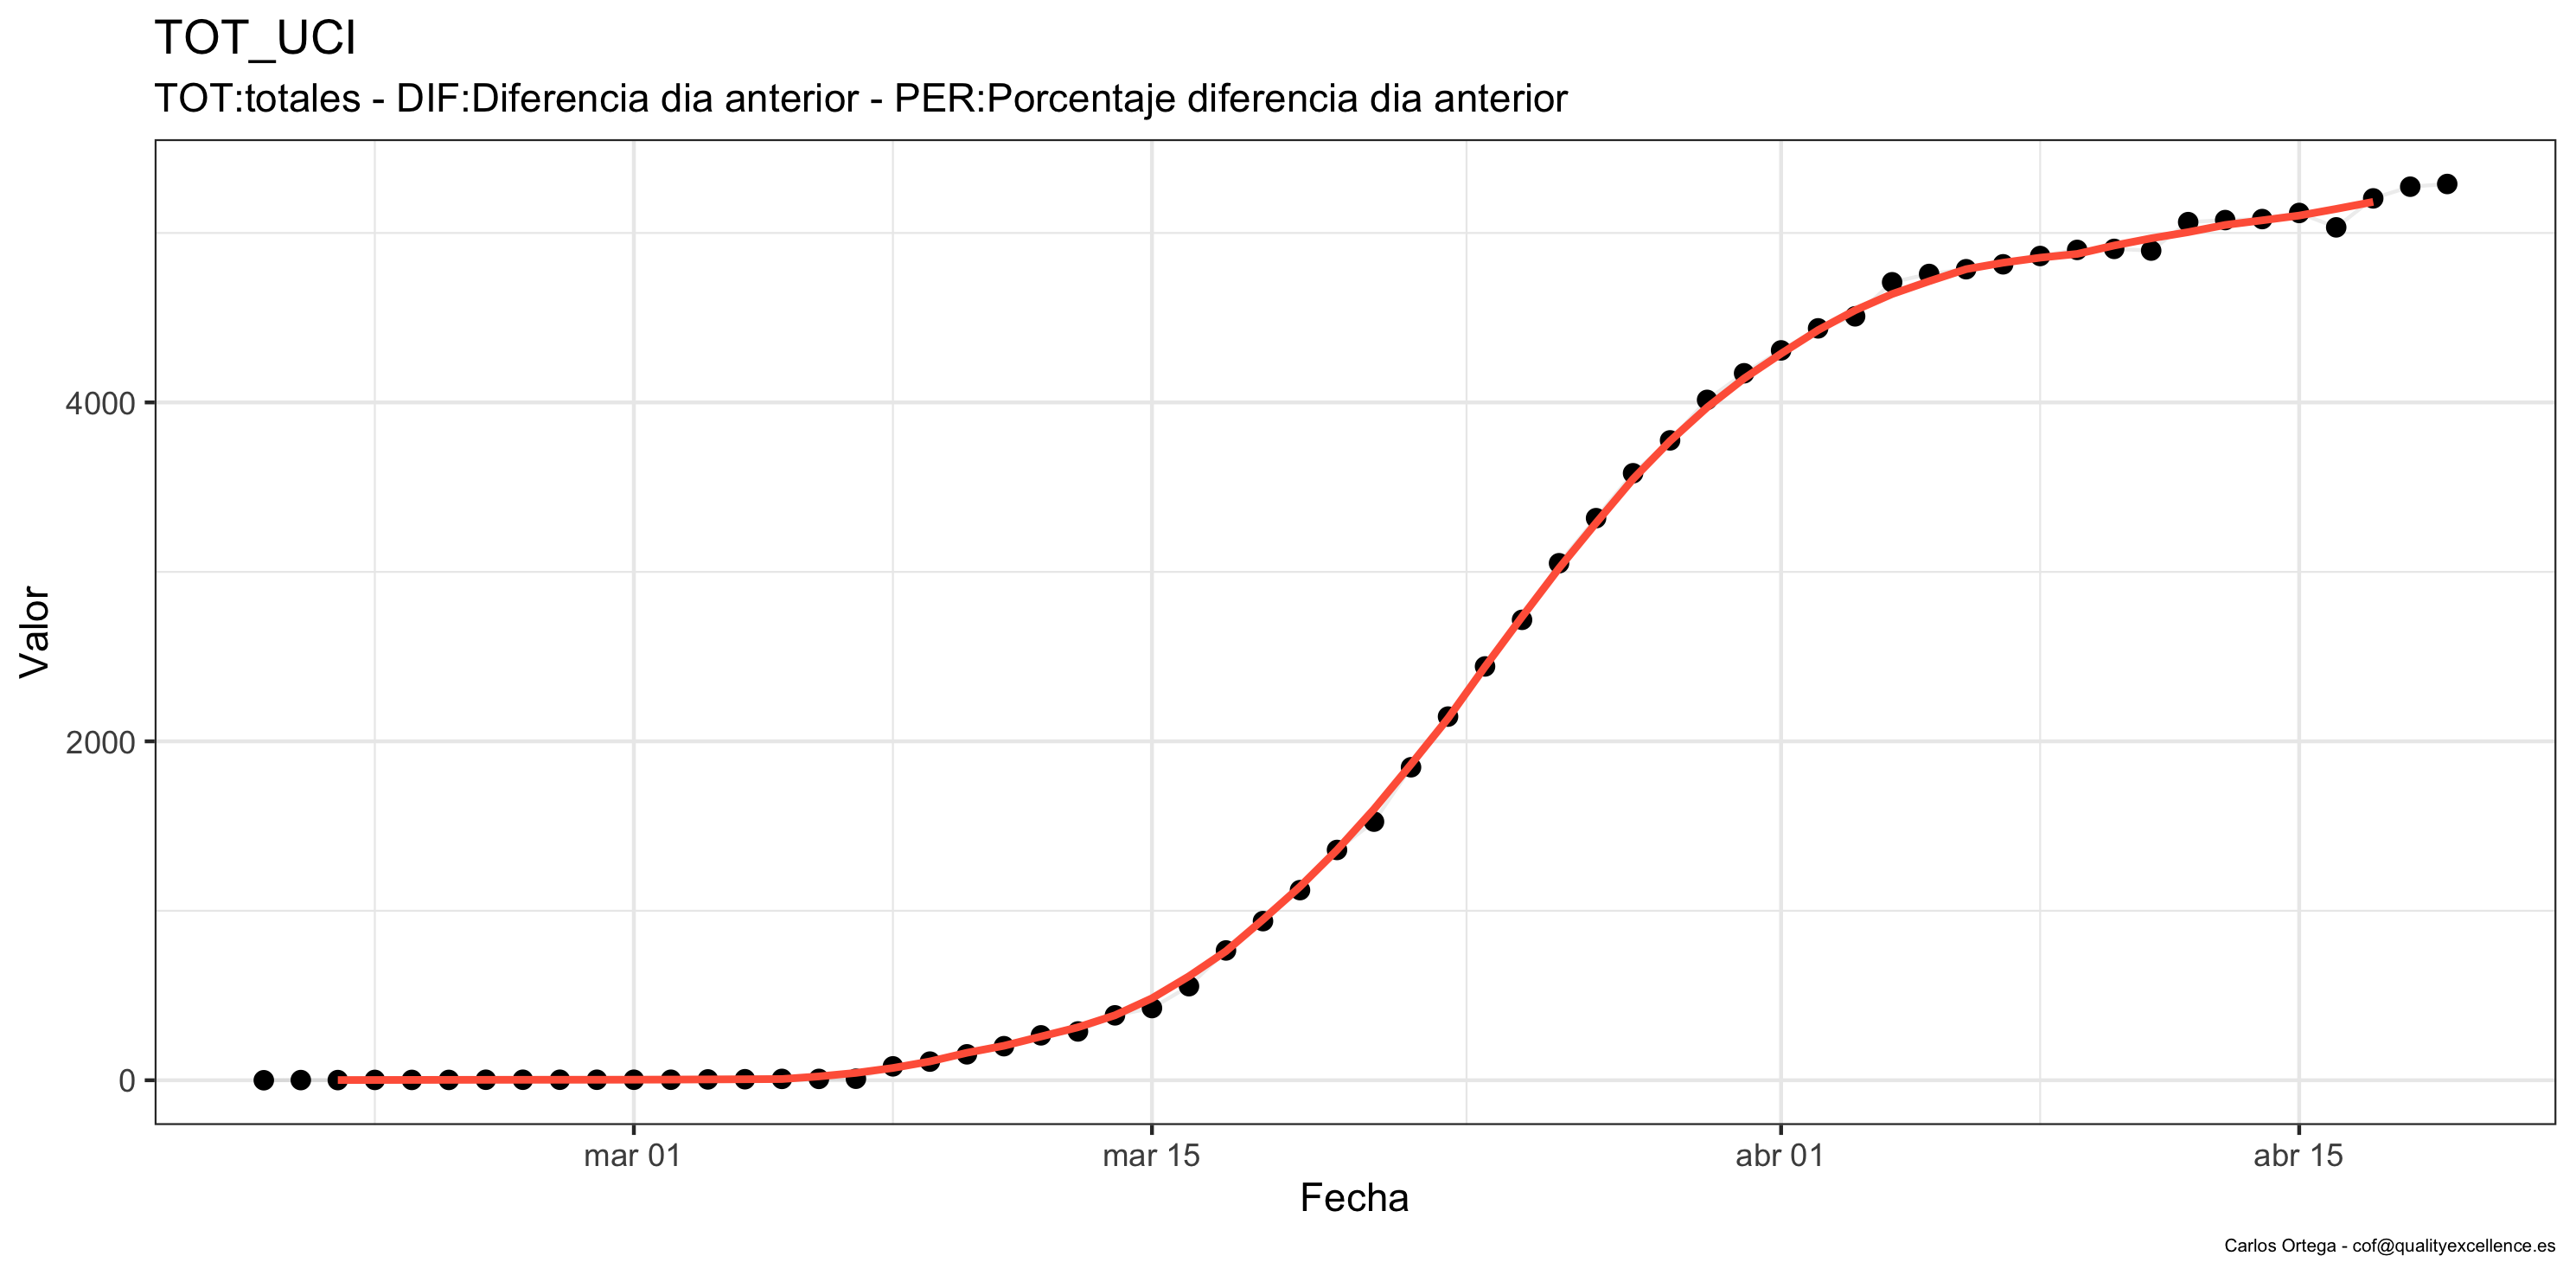 TOT_UCI
TOT:totales - DIF:Diferencia dia anterior - PER:Porcentaje diferencia dia anterior
Valor
4000
2000
0
mar 01
mar 15
abr 01
abr 15
Fecha
Carlos Ortega - cof@qualityexcellence.es